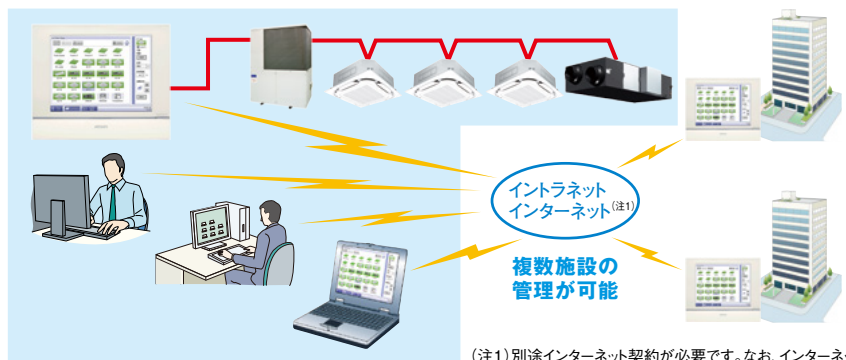 イントラネット
インターネット(注1)
複数施設の
管理が可能
(注1)別途インターネット契約が必要です。なお、インターネッ